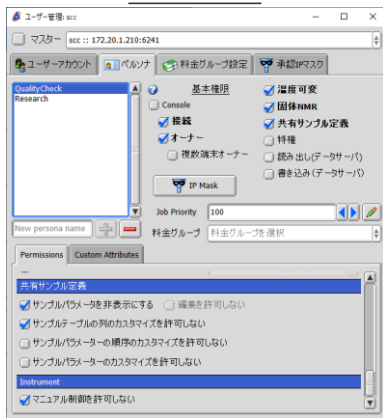 ユーザー管理: scc
マスター scc :: 172.20.1.210:6241
ユーザーアカウント ペルソナ 料金グループ設定 承認IPマスク
QualityCheck
Research
基本権限
Console
接続
オーナー
複数端末オーナー
温度可変
固体NMR
共有サンプル定義
特権
読み出し(データサーバ)
書き込み(データサーバ)
IP Mask
Job Priority 100
New persona name
料金グループ 料金グループを選択
Permissions Custom Attributes
共有サンプル定義
サンプルパラメータを非表示にする 編集を許可しない
サンプルテーブルの列のカスタマイズを許可しない
サンプルパラメーターの順序のカスタマイズを許可しない
サンプルパラメーターのカスタマイズを許可しない
Instrument
マニュアル制御を許可しない